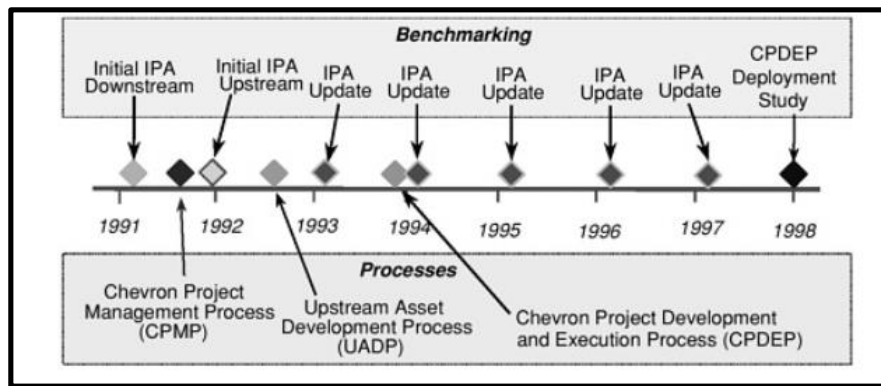 Benchmarking
Initial IPA
Downstream
Initial IPA
Upstream
IPA
Update
IPA
Update
IPA
Update
IPA
Update
IPA
Update
CPDEP
Deployment
Study
1991
1992
1993
1994
1995
1996
1997
1998
Processes
Chevron Project
Management Process
(CPMP)
Upstream Asset
Development Process
(UADP)
Chevron Project Development
and Execution Process (CPDEP)